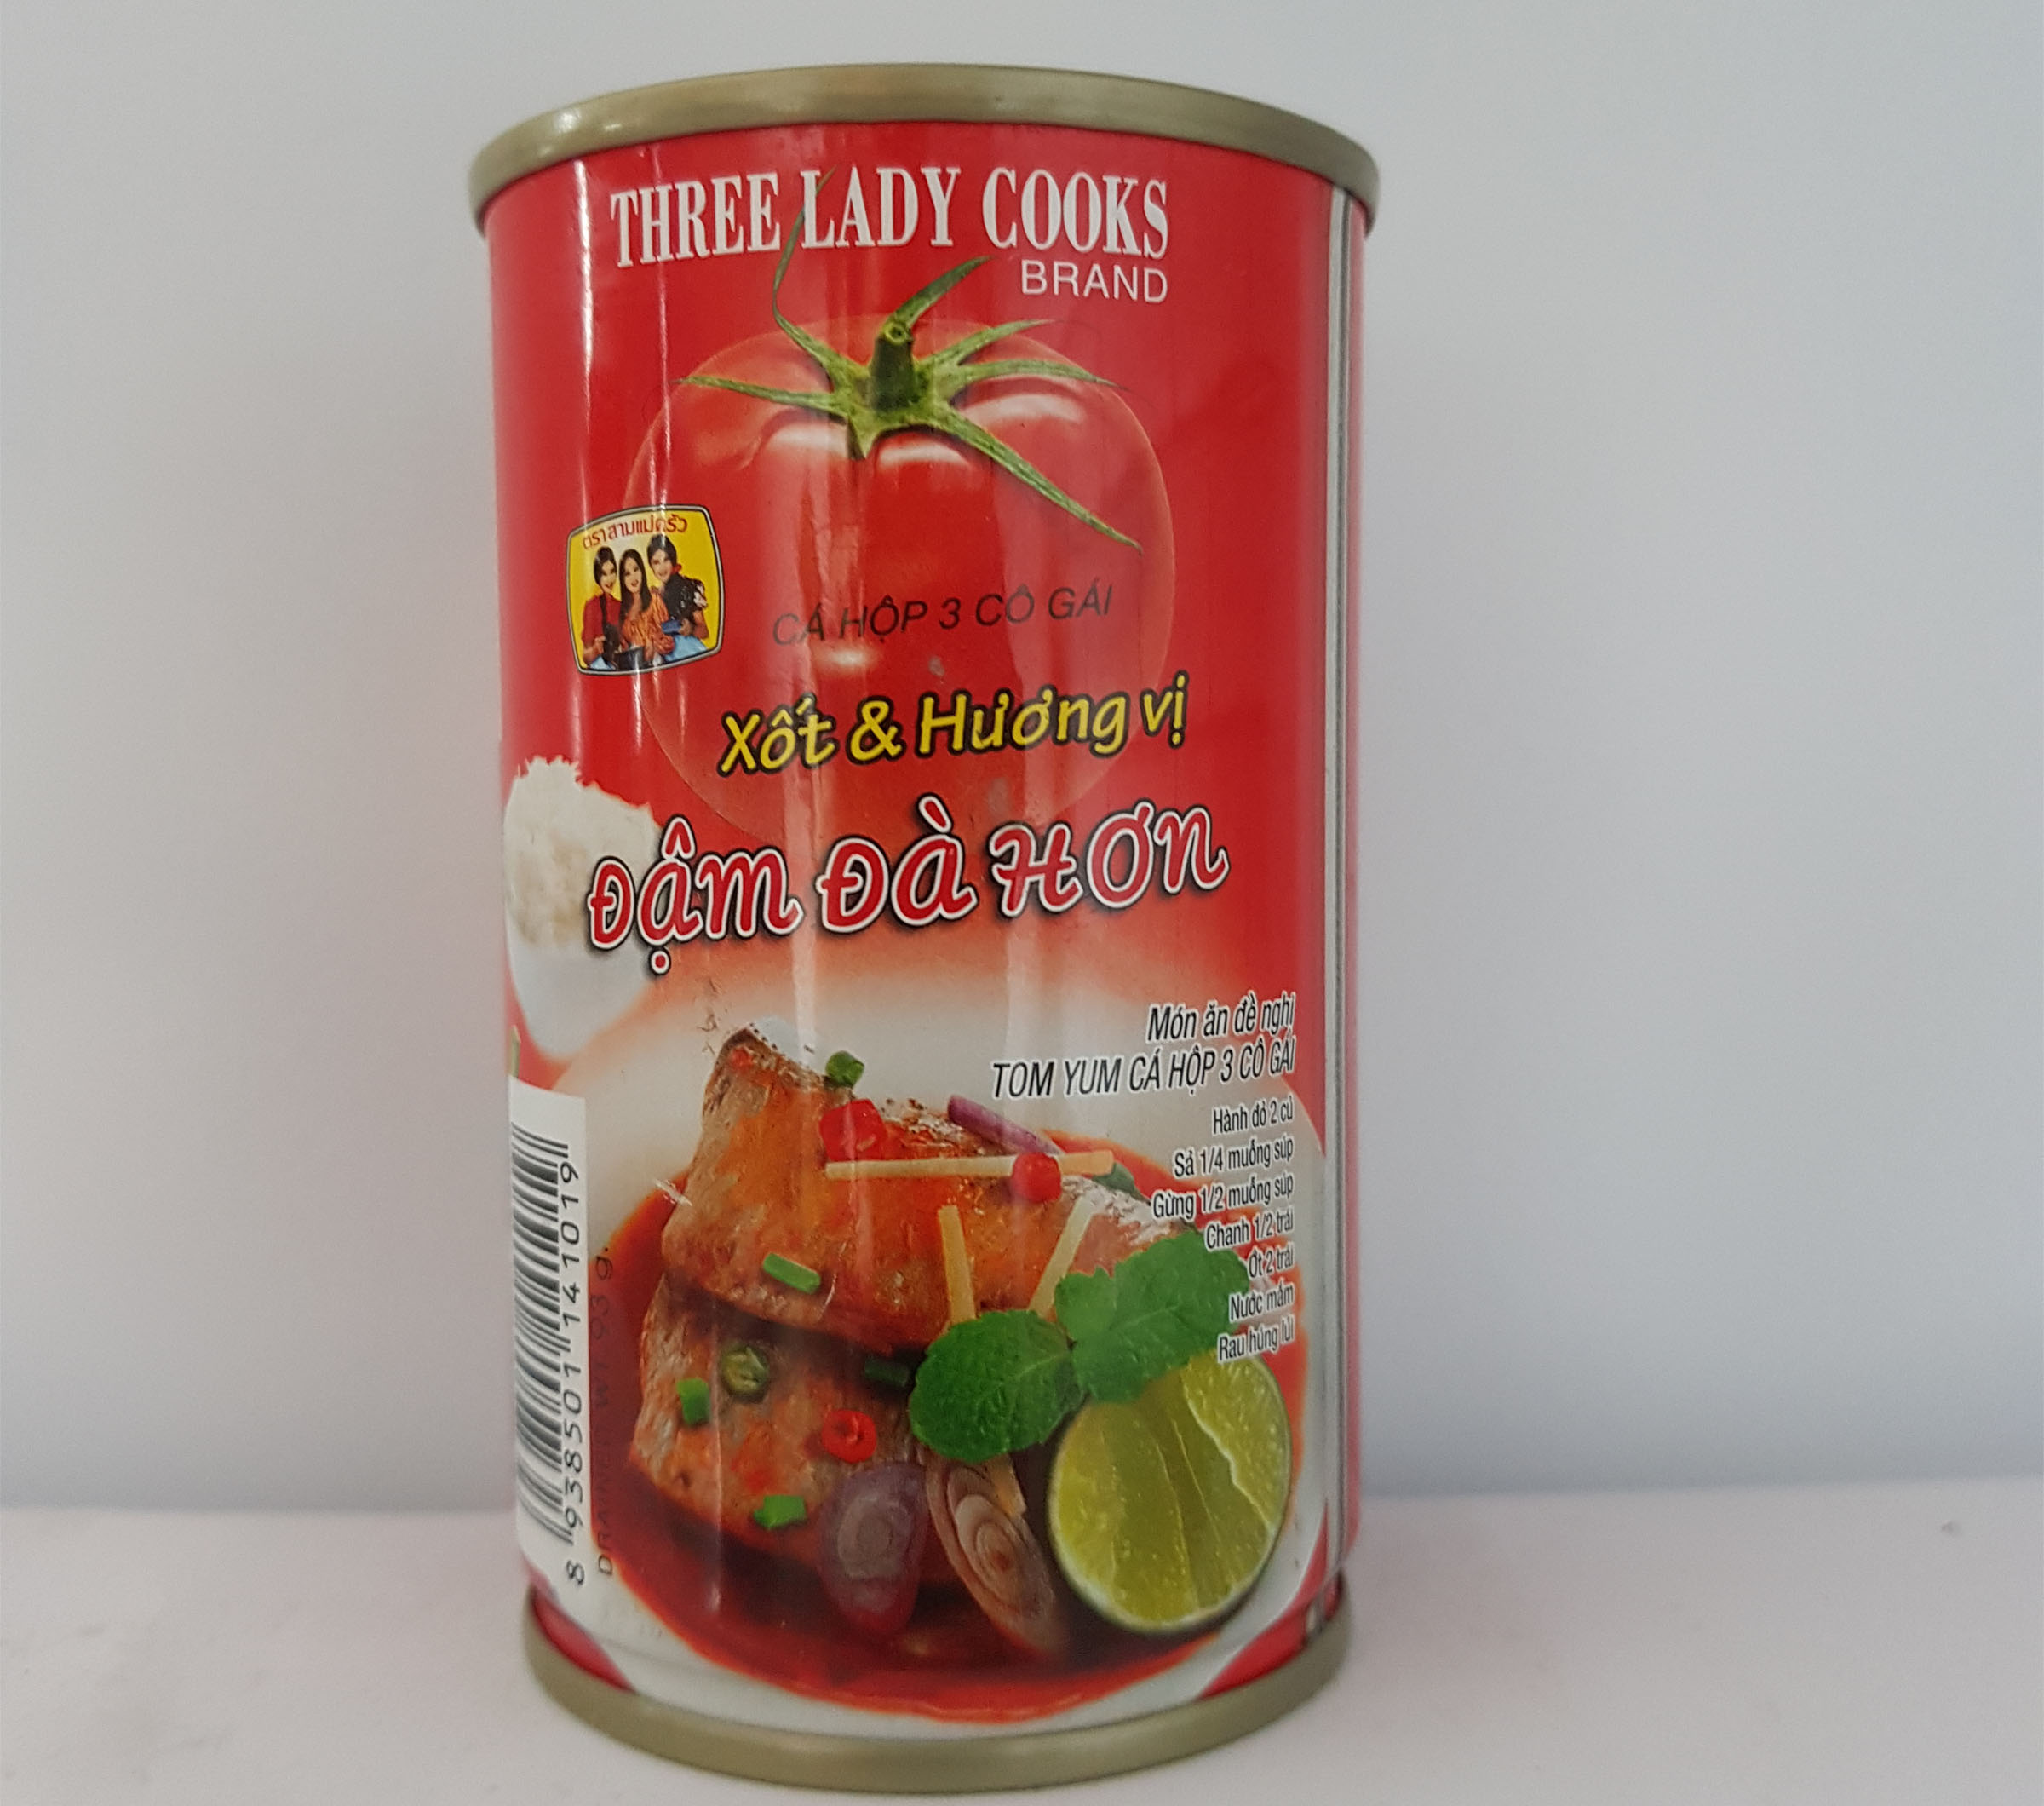 THREE LADY COOKS
BRAND
ตราสามแม่ครัว
CÁ HỘP 3 CÔ GÁI
Xốt & Hương vị
Đậm Đà Hơn
Món ăn đề nghị
TOM YUM CÁ HỘP 3 CÔ GÁI
Hành đỏ 2 củ
Sả 1/4 muỗng súp
Gừng 1/2 muỗng súp
Chanh 1/2 trái
Ớt 2 trái
Nước mắm
Rau húng lủi
8 938501 141019
DRAINED WT 93 g.